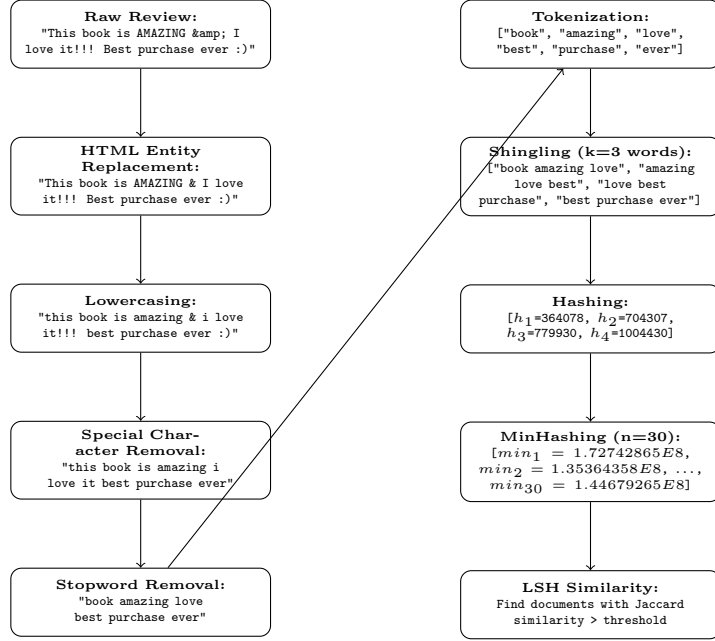 Raw Review:
"This book is AMAZING &amp; I
love it!!! Best purchase ever :)"
HTML Entity
Replacement:
"This book is AMAZING & I love
it!!! Best purchase ever :)"
Lowercasing:
"this book is amazing & i love
it!!! best purchase ever :)"
Special Char-
acter Removal:
"this book is amazing i
love it best purchase ever"
Stopword Removal:
"book amazing love
best purchase ever"
Tokenization:
["book", "amazing", "love",
"best", "purchase", "ever"]
Shingling (k=3 words):
["book amazing love", "amazing
love best", "love best
purchase", "best purchase ever"]
Hashing:
[h₁=364078, h₂=704307,
h₃=779930, h₄=1004430]
MinHashing (n=30):
[min₁ = 1.72742865E8,
min₂ = 1.35364358E8, ...,
min₃₀ = 1.44679265E8]
LSH Similarity:
Find documents with Jaccard
similarity > threshold